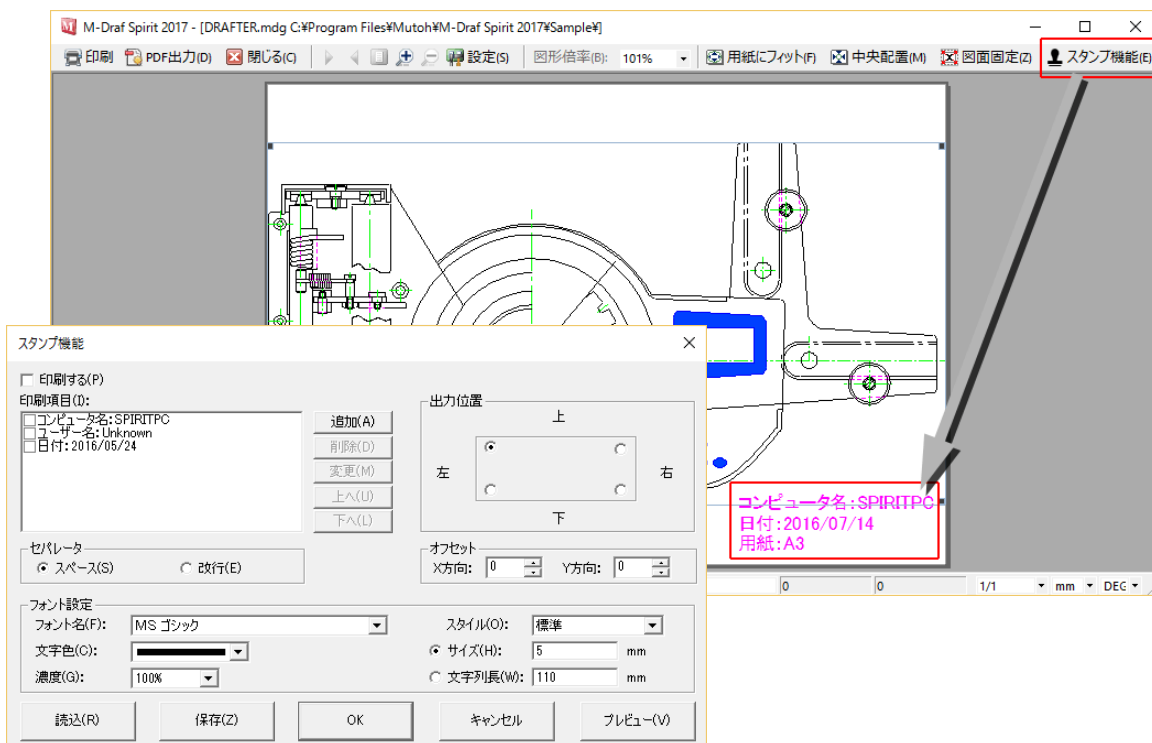 M-Draf Spirit 2017 - [DRAFTER.mdg C:¥Program Files¥Mutoh¥M-Draf Spirit 2017¥Sample¥]
印刷 PDF出力(D) 閉じる(C) 設定(S) 図形倍率(B): 101% 用紙にフィット(F) 中央配置(M) 図面固定(Z) スタンプ機能(E)
コンピュータ名:SPIRITPC
日付:2016/07/14
用紙:A3
0 0 1/1 mm DEG
スタンプ機能
印刷する(P)
印刷項目(I):
コンピュータ名:SPIRITPC
ユーザー名:Unknown
日付:2016/05/24
追加(A)
削除(D)
変更(M)
上へ(U)
下へ(L)
出力位置
上
左 右
下
セパレータ
スペース(S) 改行(E)
オフセット
X方向: 0 Y方向: 0
フォント設定
フォント名(F): MS ゴシック スタイル(O): 標準
文字色(C): サイズ(H): 5 mm
濃度(G): 100% 文字列長(W): 110 mm
読込(R) 保存(Z) OK キャンセル プレビュー(V)